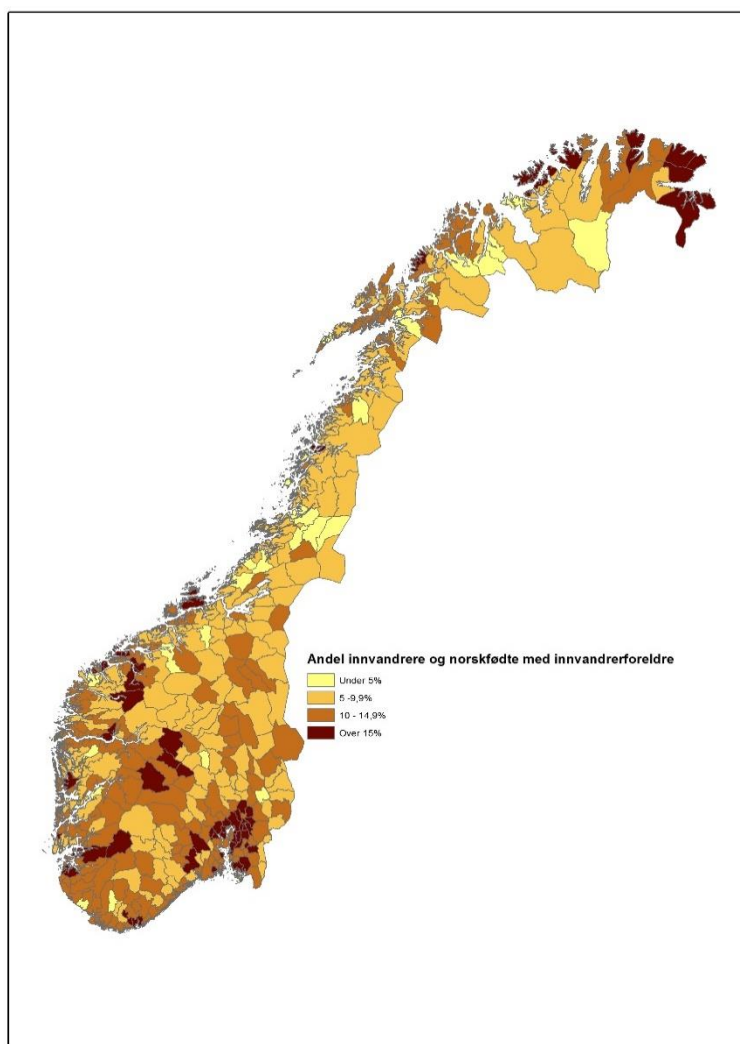 Andel innvandrere og norskfødte med innvandrerforeldre
Under 5%
5 -9,9%
10 - 14,9%
Over 15%